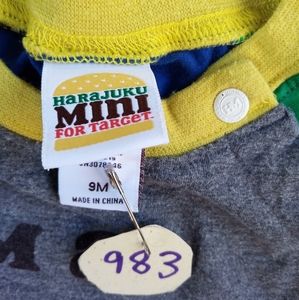 HARAJUKU
MINI
FOR TARGET
9M
MADE IN CHINA
983